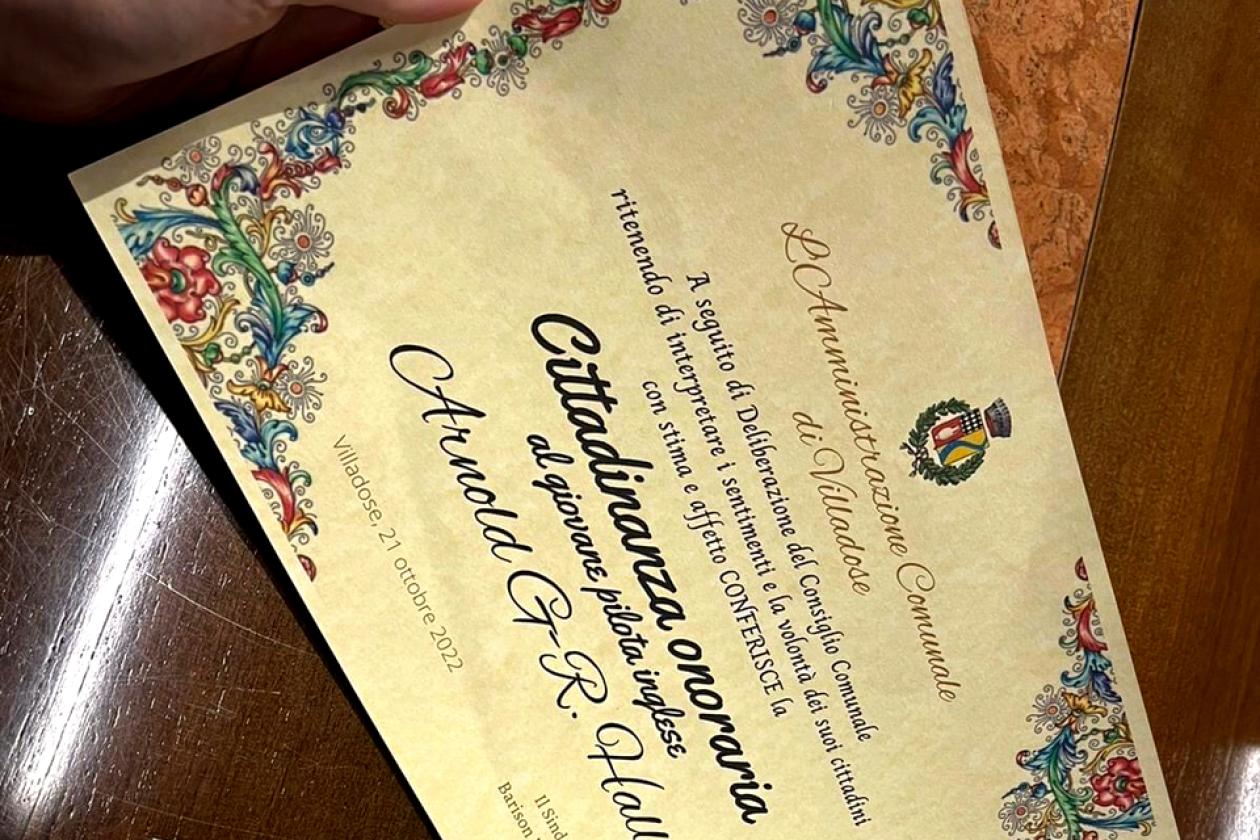 L'Amministrazione Comunale
di Villadose
A seguito di Deliberazione del Consiglio Comunale
ritenendo di interpretare i sentimenti e la volontà dei suoi cittadini
con stima e affetto CONFERISCE la
Cittadinanza onoraria
al giovane pilota inglese
Arnold G-R. Hall
Villadose, 21 ottobre 2022
Il Sind
Barison